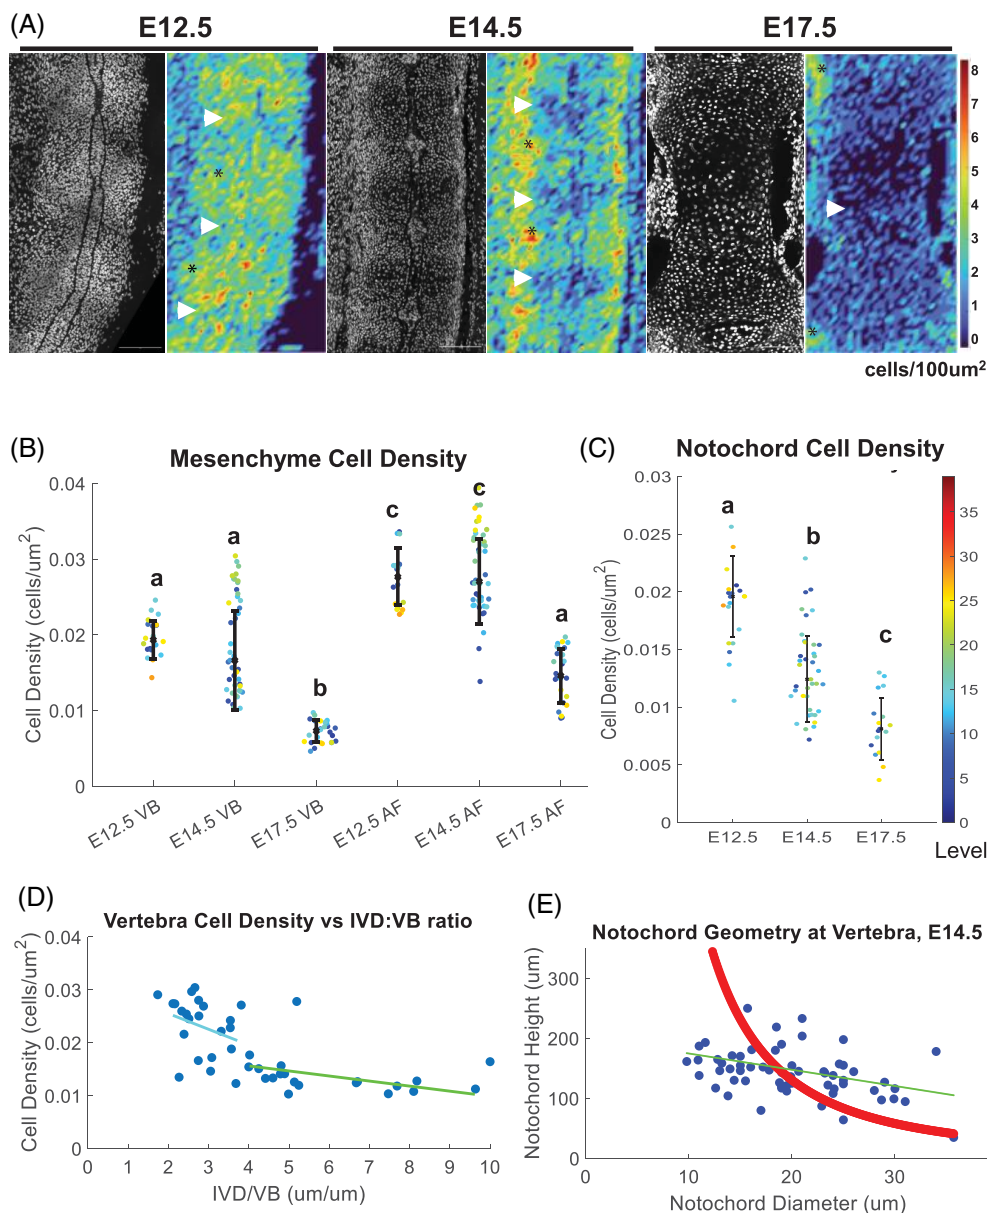 (A)
E12.5 E14.5 E17.5
* * * * * *
8
7
6
5
4
3
2
1
0
cells/100um²
(B)
Mesenchyme Cell Density
Cell Density (cells/um²)
0.04
0.03
0.02
0.01
0
a a b c c a
E12.5 VB E14.5 VB E17.5 VB E12.5 AF E14.5 AF E17.5 AF
(C)
Notochord Cell Density
Cell Density (cells/um²)
0.03
0.025
0.02
0.015
0.01
0.005
0
a b c
E12.5 E14.5 E17.5
35
30
25
20
15
10
5
0
Level
(D)
Vertebra Cell Density vs IVD:VB ratio
Cell Density (cells/um²)
0.04
0.03
0.02
0.01
0
0 1 2 3 4 5 6 7 8 9 10
IVD/VB (um/um)
(E)
Notochord Geometry at Vertebra, E14.5
Notochord Height (um)
300
200
100
0
0 10 20 30
Notochord Diameter (um)